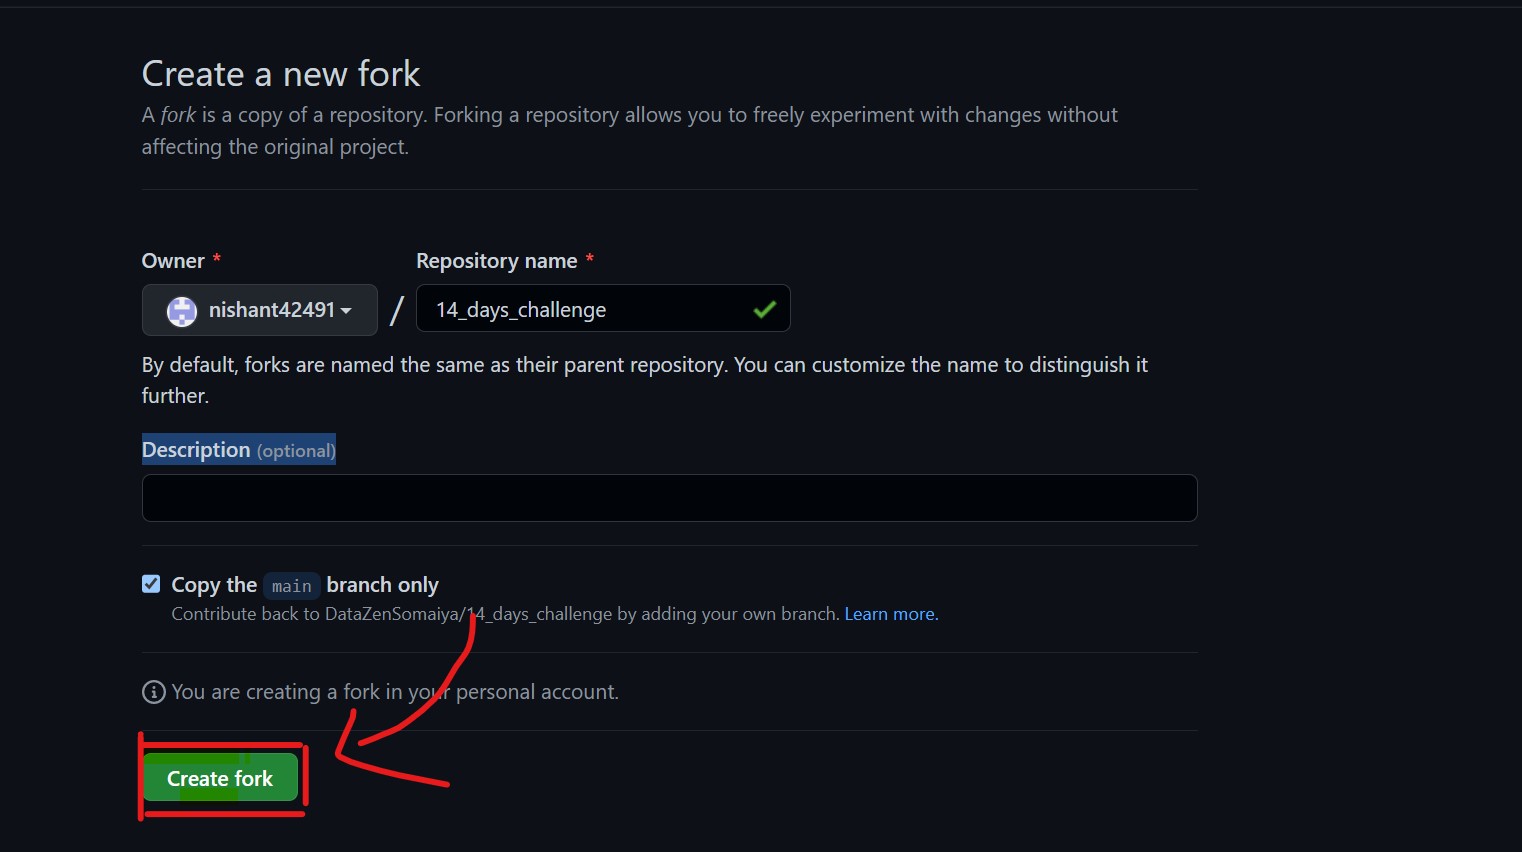 Create a new fork
A fork is a copy of a repository. Forking a repository allows you to freely experiment with changes without
affecting the original project.
Owner * Repository name *
nishant42491 / 14_days_challenge
By default, forks are named the same as their parent repository. You can customize the name to distinguish it
further.
Description (optional)
Copy the main branch only
Contribute back to DataZenSomaiya/14_days_challenge by adding your own branch. Learn more.
You are creating a fork in your personal account.
Create fork